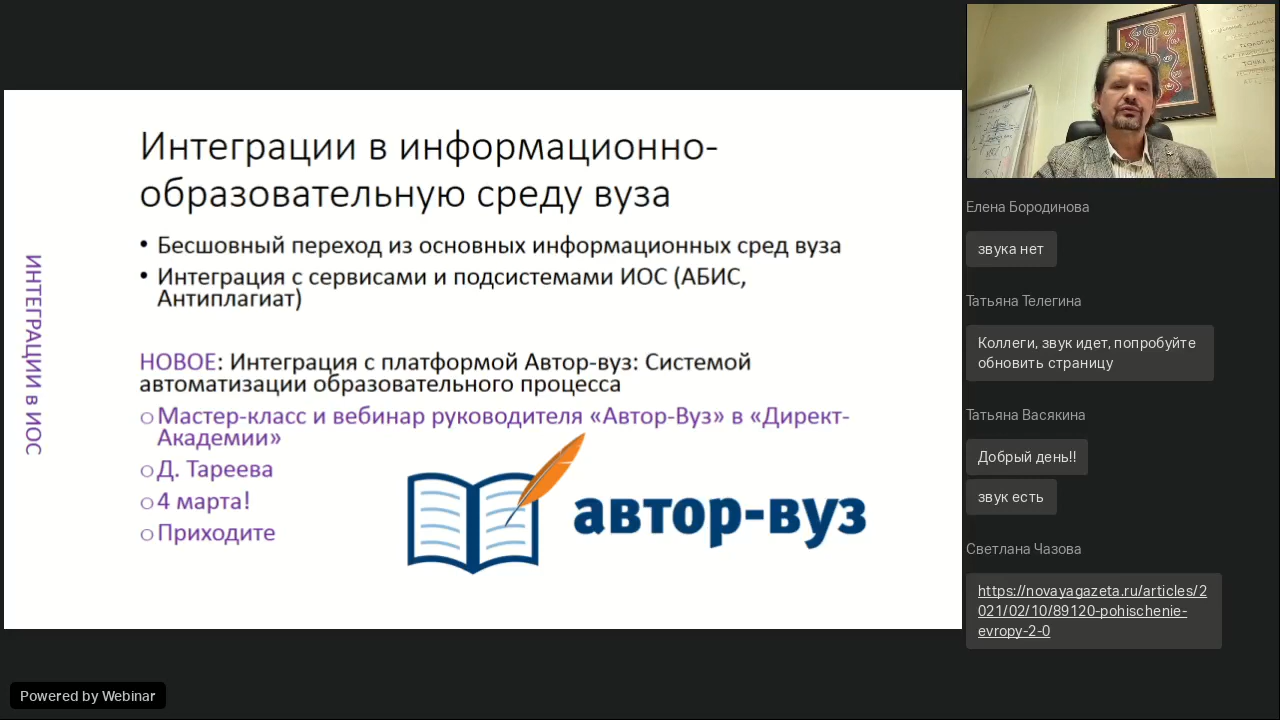 Интеграции в информационно-
образовательную среду вуза
• Бесшовный переход из основных информационных сред вуза
• Интеграция с сервисами и подсистемами ИОС (АБИС,
Антиплагиат)
НОВОЕ: Интеграция с платформой Автор-вуз: Системой
автоматизации образовательного процесса
○ Мастер-класс и вебинар руководителя «Автор-Вуз» в «Директ-
Академии»
○ Д. Тареева
○ 4 марта!
○ Приходите
автор-вуз
ИНТЕГРАЦИИ в ИОС
Елена Бородинова
звука нет
Татьяна Телегина
Коллеги, звук идет, попробуйте
обновить страницу
Татьяна Васякина
Добрый день!!
звук есть
Светлана Чазова
https://novayagazeta.ru/articles/2
021/02/10/89120-pohischenie-
evropy-2-0
Powered by Webinar